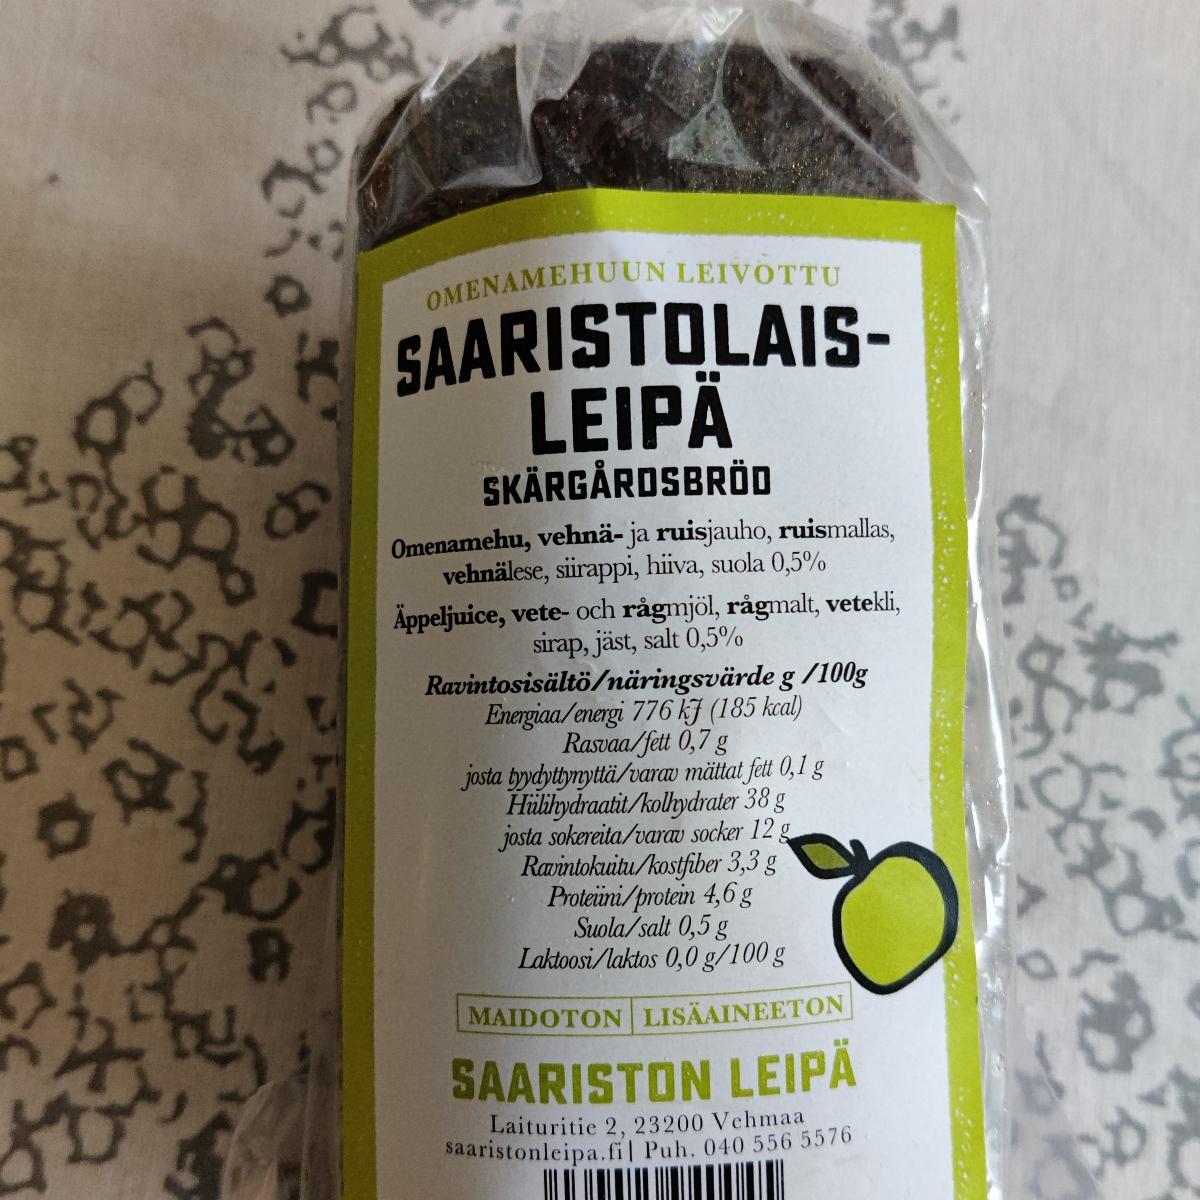 OMENAMEHUUN LEIVOTTU
SAARISTOLAIS-
LEIPÄ
SKÄRGÅRDSBRÖD
Omenamehu, vehnä- ja ruisjauho, ruismallas,
vehnälese, siirappi, hiiva, suola 0,5%
Äppeljuice, vete- och rågmjöl, rågmalt, vetekli,
sirap, jäst, salt 0,5%
Ravintosisältö/näringsvärde g /100g
Energiaa/energi 776 kJ (185 kcal)
Rasvaa/fett 0,7 g
josta tyydyttynyttä/varav mättat fett 0,1 g
Hiilihydraatit/kolhydrater 38 g
josta sokereita/varav socker 12 g
Ravintokuitu/kostfiber 3,3 g
Proteiini/protein 4,6 g
Suola/salt 0,5 g
Laktoosi/laktos 0,0 g/100 g
MAIDOTON LISÄAINEETON
SAARISTON LEIPÄ
Laituritie 2, 23200 Vehmaa
saaristonleipa.fi| Puh. 040 556 5576